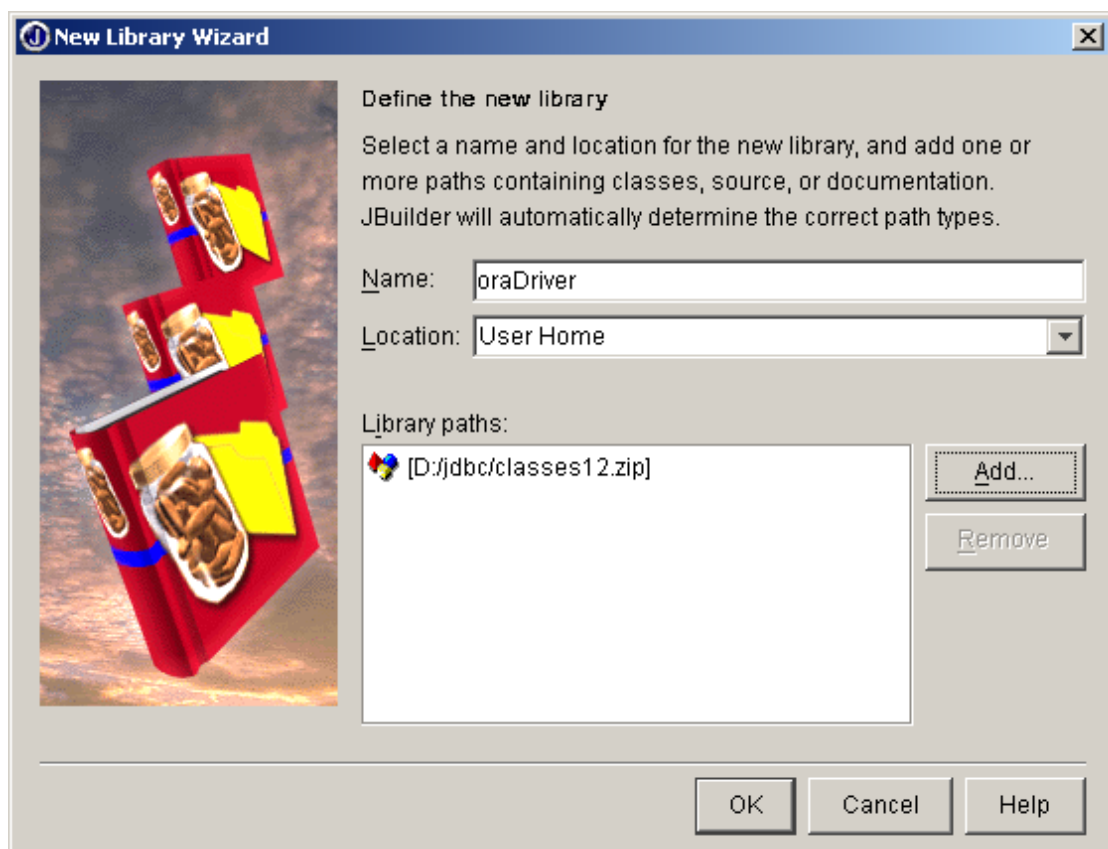 New Library Wizard
Define the new library
Select a name and location for the new library, and add one or
more paths containing classes, source, or documentation.
JBuilder will automatically determine the correct path types.
Name: oraDriver
Location: User Home
Library paths:
[D:/jdbc/classes12.zip]
Add...
Remove
OK Cancel Help